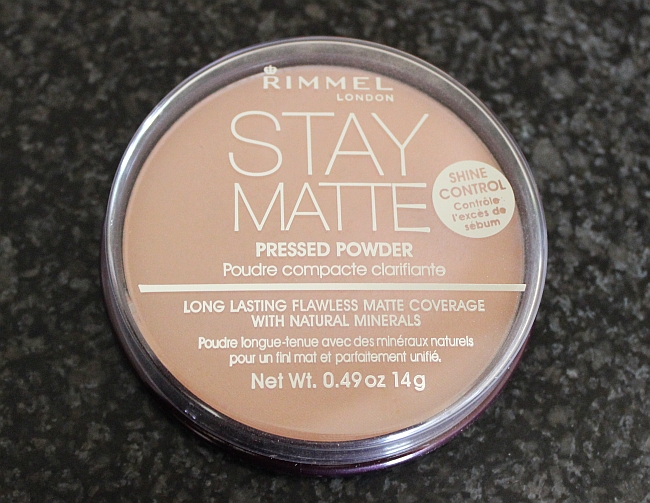 RIMMEL
LONDON
STAY
MATTE
SHINE
CONTROL
Contrôle
l'excès de
sébum
PRESSED POWDER
Poudre compacte clarifiante
LONG LASTING FLAWLESS MATTE COVERAGE
WITH NATURAL MINERALS
Poudre longue-tenue avec des minéraux naturels
pour un fini mat et parfaitement unifié.
Net Wt. 0.49 oz 14g